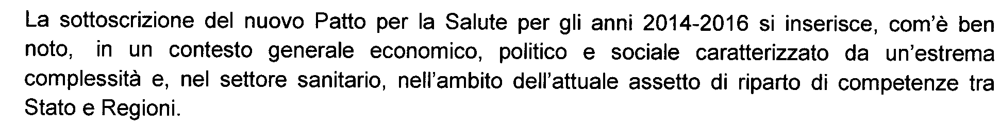 La sottoscrizione del nuovo Patto per la Salute per gli anni 2014-2016 si inserisce, com'è ben
noto, in un contesto generale economico, politico e sociale caratterizzato da un'estrema
complessità e, nel settore sanitario, nell'ambito dell'attuale assetto di riparto di competenze tra
Stato e Regioni.